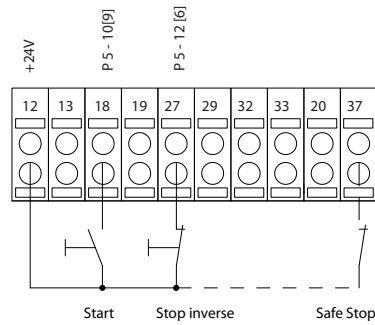 +24V
P 5 - 10[9]
P 5 - 12 [6]
12 13 18 19 27 29 32 33 20 37
Start Stop inverse Safe Stop